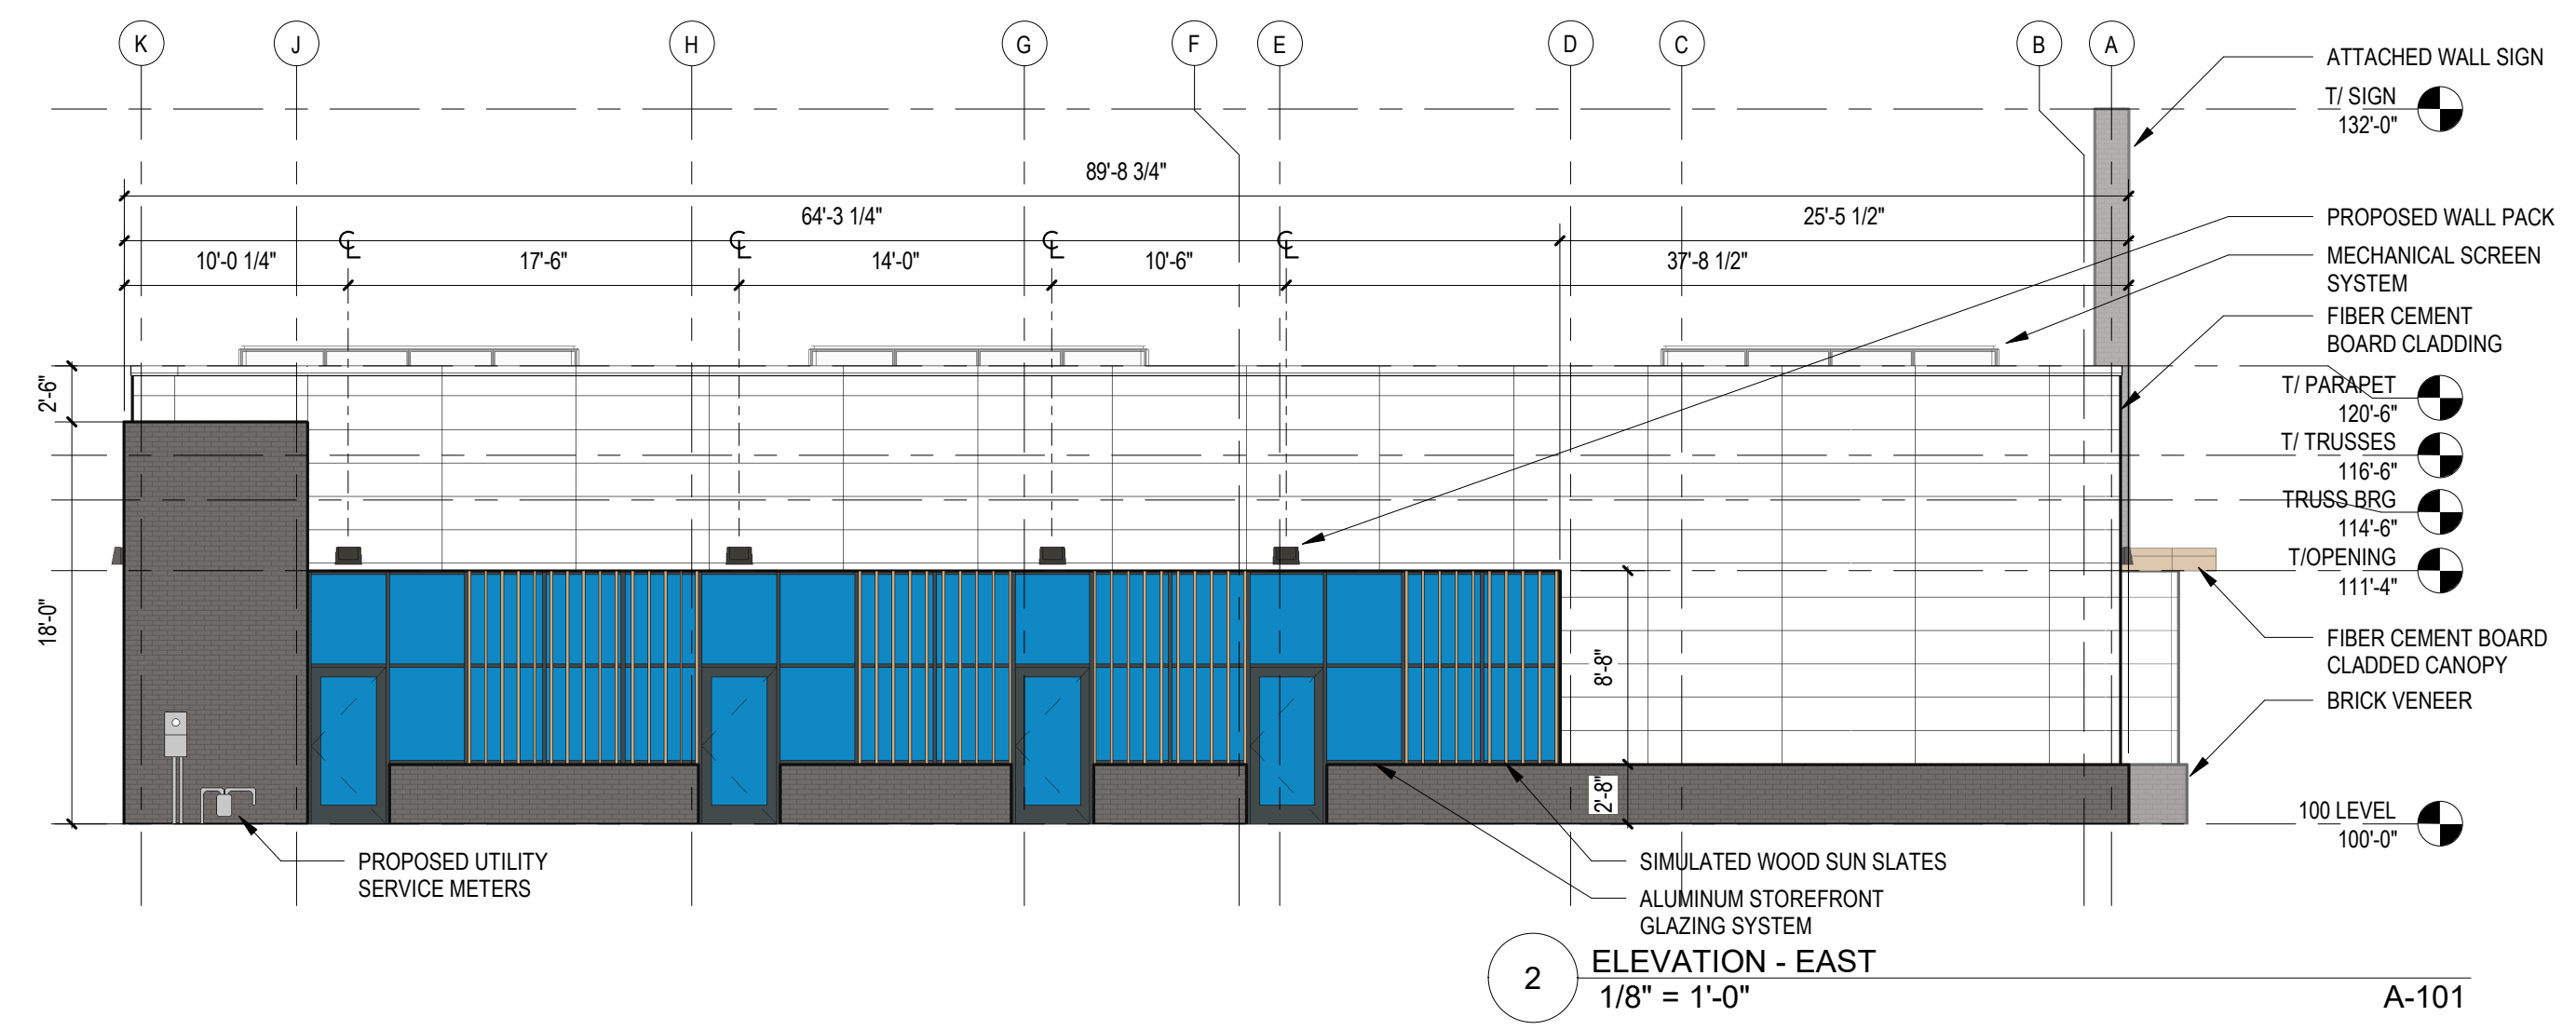 K J H G F E D C B A
ATTACHED WALL SIGN
T/ SIGN
132'-0"
89'-8 3/4"
64'-3 1/4"
25'-5 1/2"
PROPOSED WALL PACK
10'-0 1/4"
℄
17'-6"
℄
14'-0"
℄
10'-6"
℄
37'-8 1/2"
MECHANICAL SCREEN
SYSTEM
FIBER CEMENT
BOARD CLADDING
2'-6"
T/ PARAPET
120'-6"
T/ TRUSSES
116'-6"
TRUSS BRG
114'-6"
T/OPENING
111'-4"
18'-0"
8'-8"
FIBER CEMENT BOARD
CLADDED CANOPY
BRICK VENEER
2'-8"
100 LEVEL
100'-0"
PROPOSED UTILITY
SERVICE METERS
SIMULATED WOOD SUN SLATES
ALUMINUM STOREFRONT
GLAZING SYSTEM
2
ELEVATION - EAST
1/8" = 1'-0"
A-101